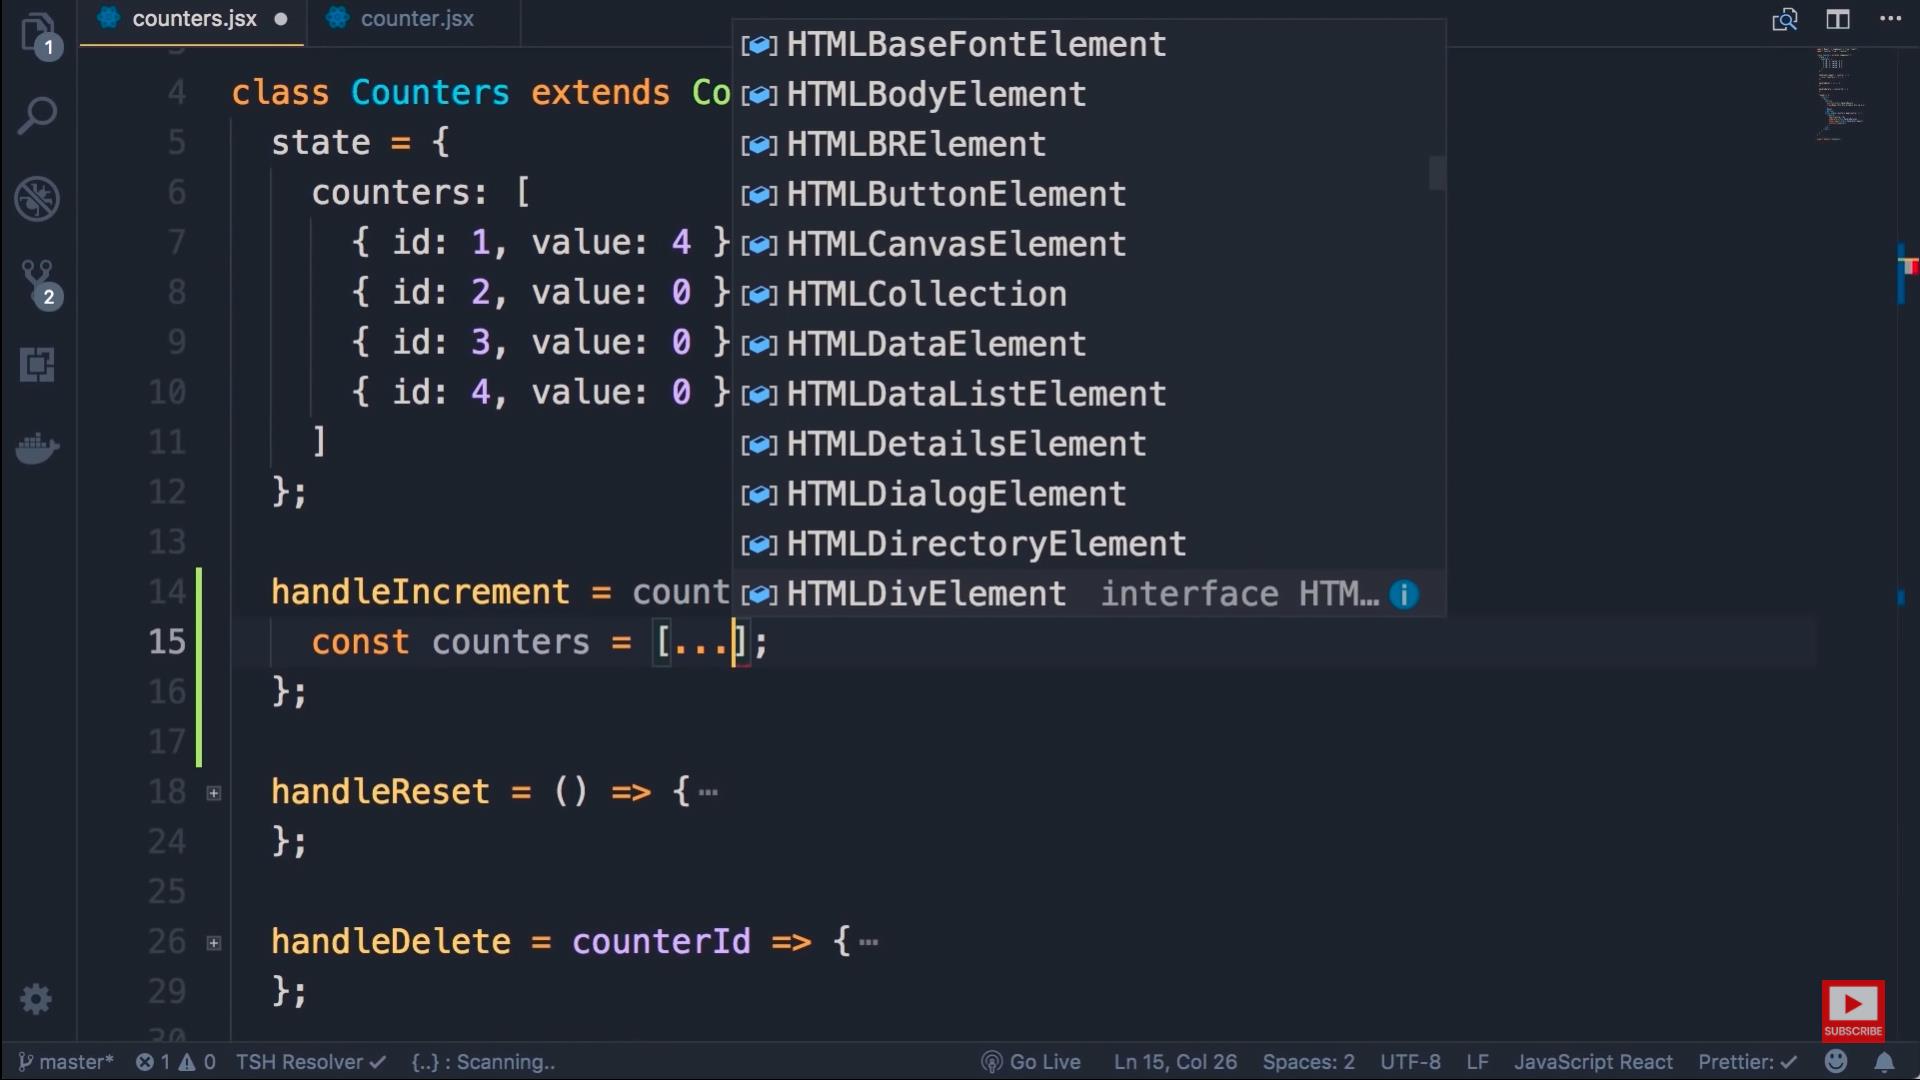 counters.jsx
counter.jsx
1
2
HTMLBaseFontElement
HTMLBodyElement
HTMLBRElement
HTMLButtonElement
HTMLCanvasElement
HTMLCollection
HTMLDataElement
HTMLDataListElement
HTMLDetailsElement
HTMLDialogElement
HTMLDirectoryElement
HTMLDivElement interface HTM...
4 class Counters extends Co
5 state = {
6 counters: [
7 { id: 1, value: 4 }
8 { id: 2, value: 0 }
9 { id: 3, value: 0 }
10 { id: 4, value: 0 }
11 ]
12 };
13
14 handleIncrement = count
15 const counters = [...];
16 };
17
18 handleReset = () => {
24 };
25
26 handleDelete = counterId => {
29 };
30
SUBSCRIBE
master* 1 0 TSH Resolver ✓ {..} : Scanning.. Go Live Ln 15, Col 26 Spaces: 2 UTF-8 LF JavaScript React Prettier: ✓